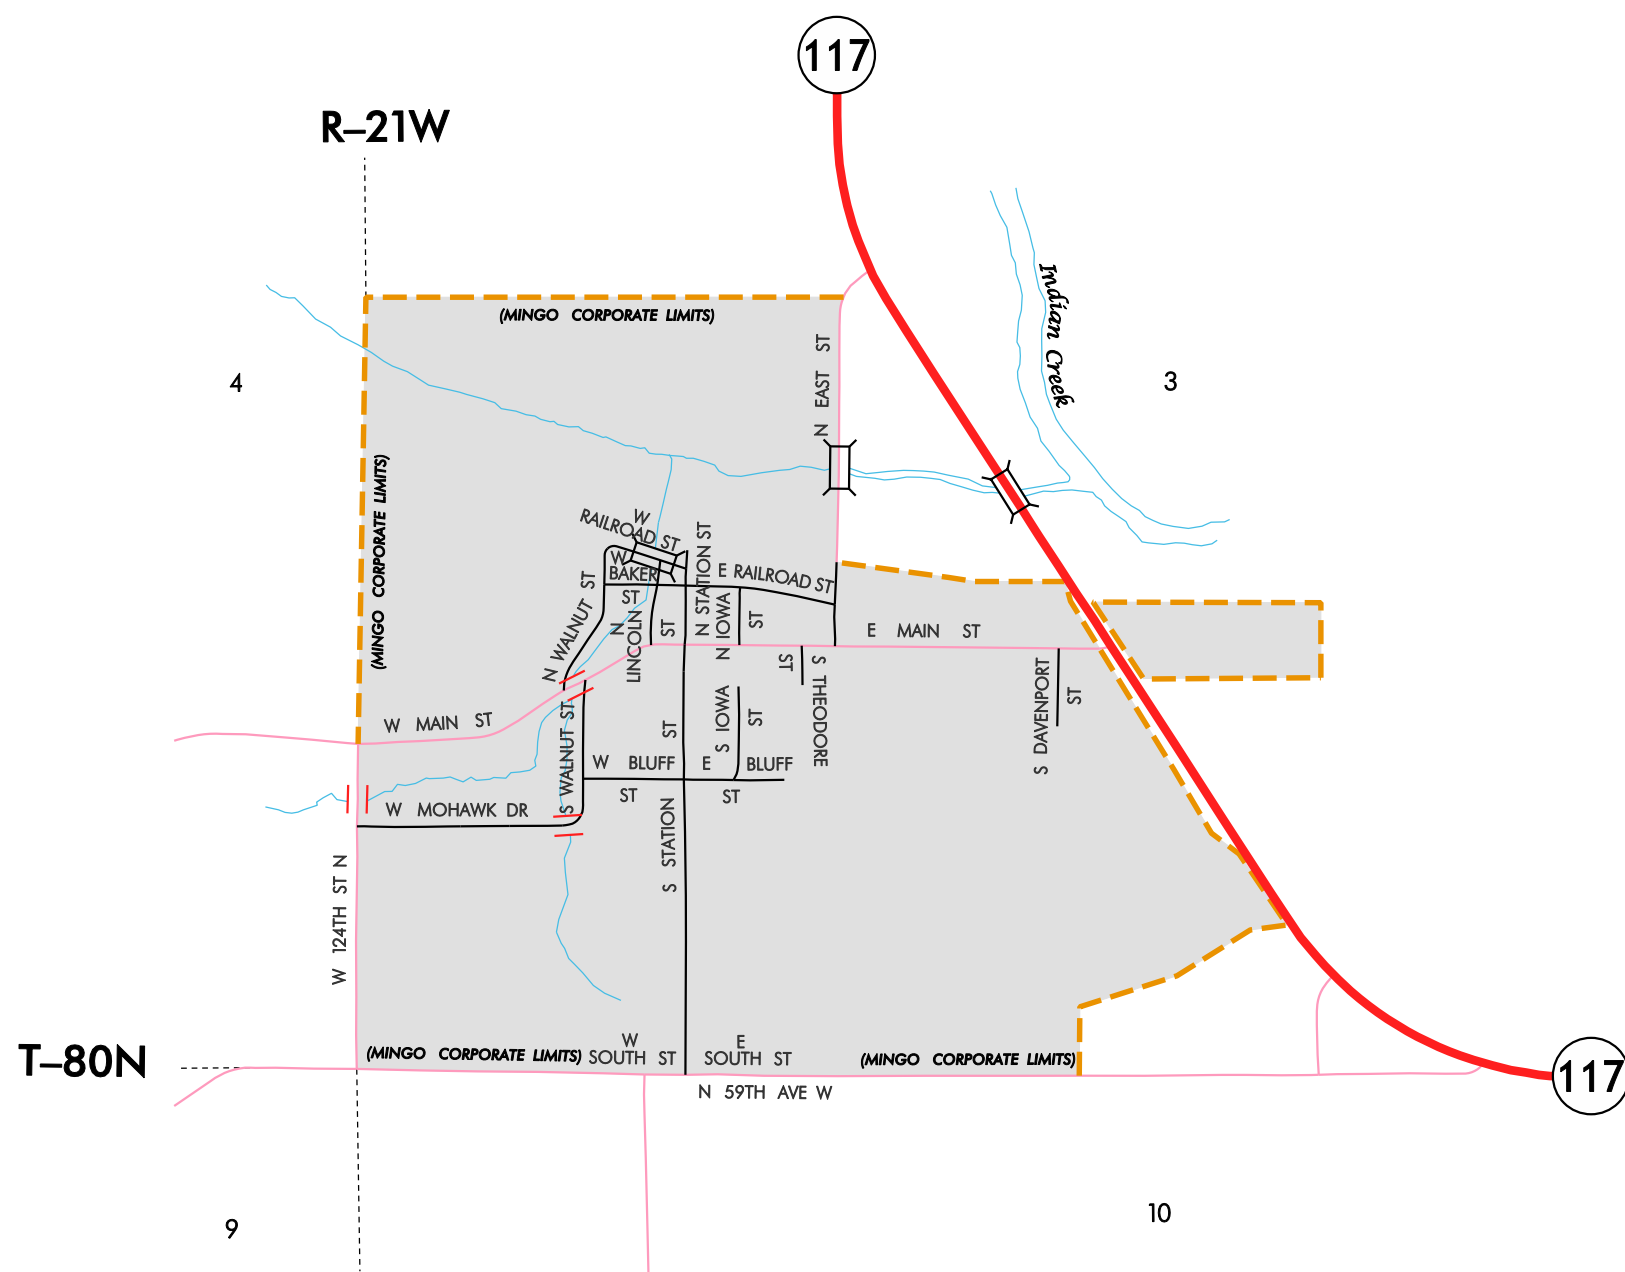 117
R–21W
Indian Creek
(MINGO CORPORATE LIMITS)
4
3
N EAST ST
(MINGO CORPORATE LIMITS)
W
RAILROAD ST
N STATION ST
W
BAKER
ST
E RAILROAD ST
N WALNUT ST
N
LINCOLN
ST
N IOWA
ST
E MAIN ST
S THEODORE
ST
S DAVENPORT
ST
W MAIN ST
S WALNUT ST
S IOWA
ST
W BLUFF
ST
E BLUFF
ST
W MOHAWK DR
S STATION
ST
W 124TH ST N
T–80N
(MINGO CORPORATE LIMITS)
W
SOUTH ST
E
SOUTH ST
(MINGO CORPORATE LIMITS)
117
N 59TH AVE W
9
10